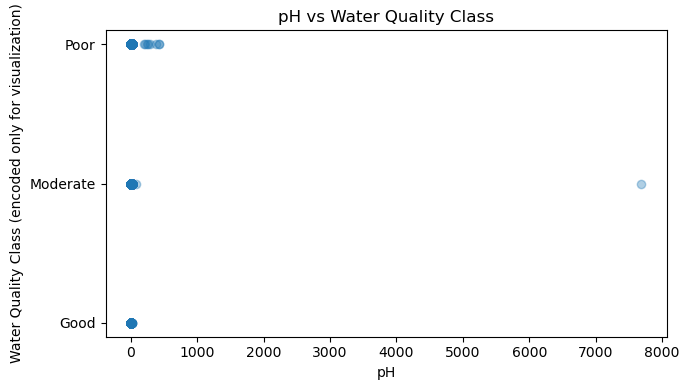 pH vs Water Quality Class
Water Quality Class (encoded only for visualization)
Poor
Moderate
Good
0 1000 2000 3000 4000 5000 6000 7000 8000
pH